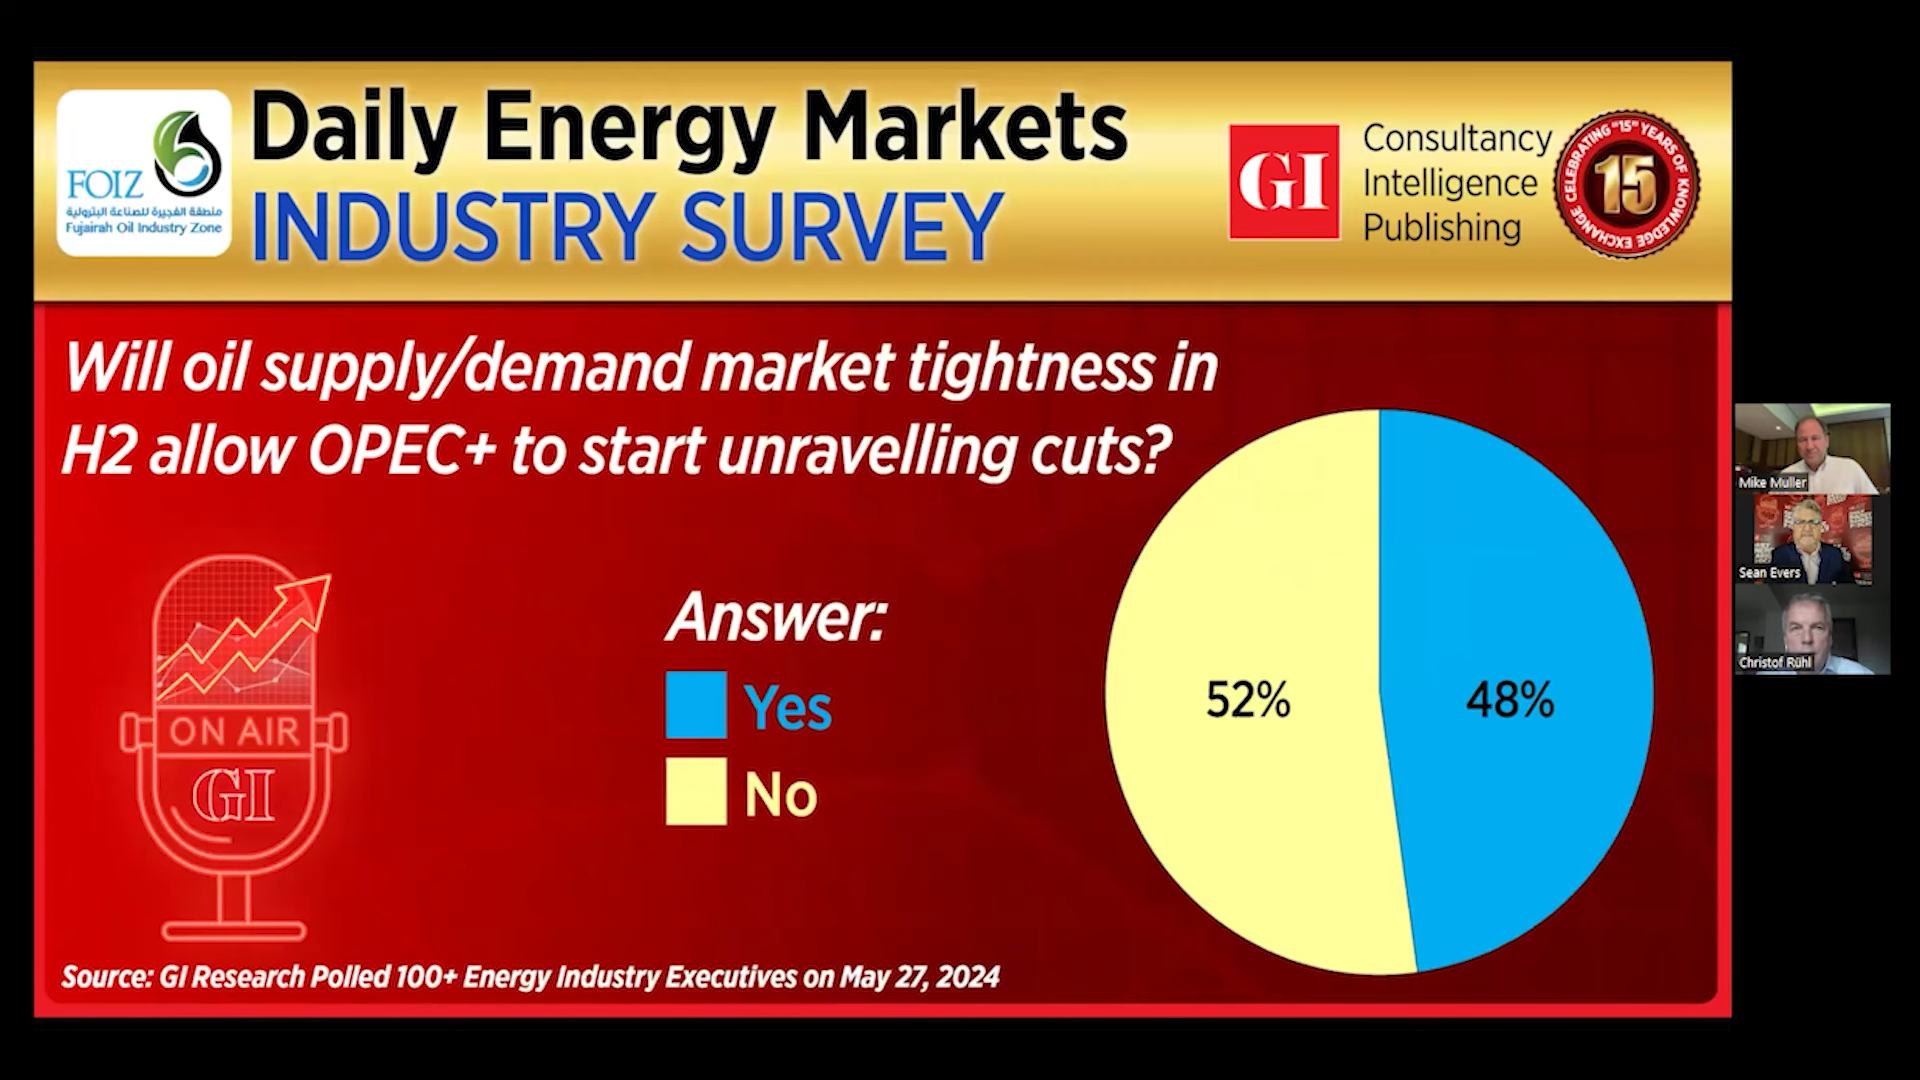 Daily Energy Markets
INDUSTRY SURVEY
FOIZ
منطقة الفجيرة للصناعة البترولية
Fujairah Oil Industry Zone
GI
Consultancy
Intelligence
Publishing
CELEBRATING "15" YEARS OF KNOWLEDGE EXCHANGE
15
Will oil supply/demand market tightness in
H2 allow OPEC+ to start unravelling cuts?
ON AIR
GI
Answer:
Yes
No
52%
48%
Source: GI Research Polled 100+ Energy Industry Executives on May 27, 2024
Mike Muller
Sean Evers
Christof Rühl